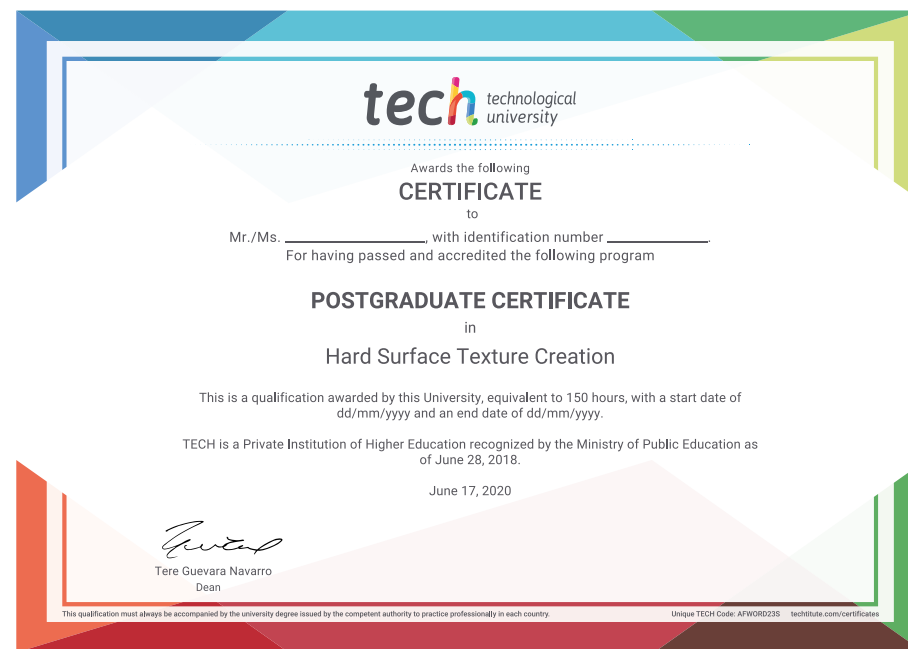 tech technological
university
Awards the following
CERTIFICATE
to
Mr./Ms. ____________, with identification number ____________.
For having passed and accredited the following program
POSTGRADUATE CERTIFICATE
in
Hard Surface Texture Creation
This is a qualification awarded by this University, equivalent to 150 hours, with a start date of
dd/mm/yyyy and an end date of dd/mm/yyyy.
TECH is a Private Institution of Higher Education recognized by the Ministry of Public Education as
of June 28, 2018.
June 17, 2020
Tere Guevara Navarro
Dean
This qualification must always be accompanied by the university degree issued by the competent authority to practice professionally in each country.
Unique TECH Code: AFWORD23S techtitute.com/certificates